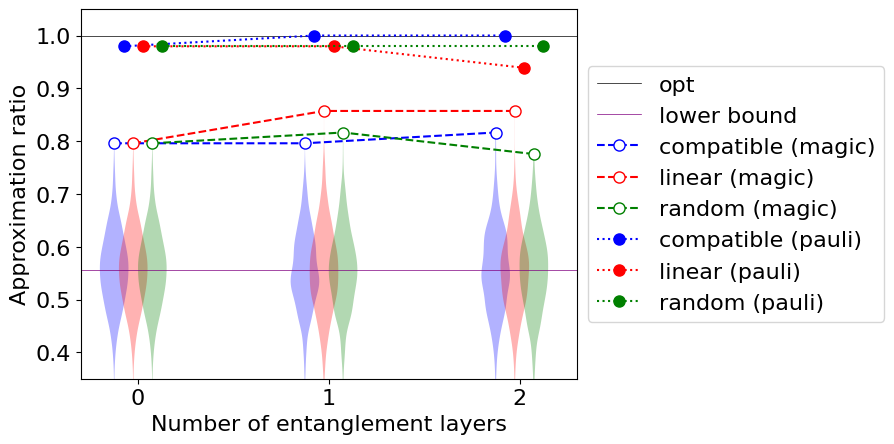 1.0
0.9
0.8
0.7
0.6
0.5
0.4
Approximation ratio
0
1
2
Number of entanglement layers
opt
lower bound
compatible (magic)
linear (magic)
random (magic)
compatible (pauli)
linear (pauli)
random (pauli)